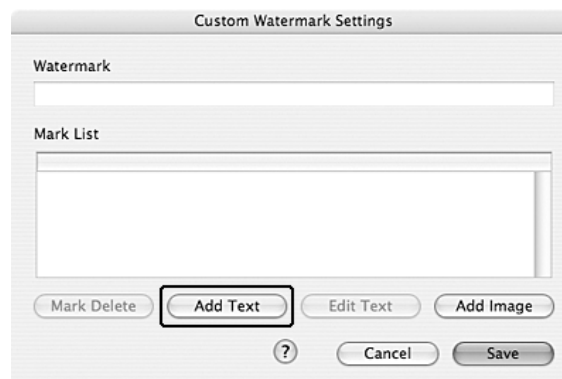 Custom Watermark Settings
Watermark
Mark List
Mark Delete Add Text Edit Text Add Image
? Cancel Save